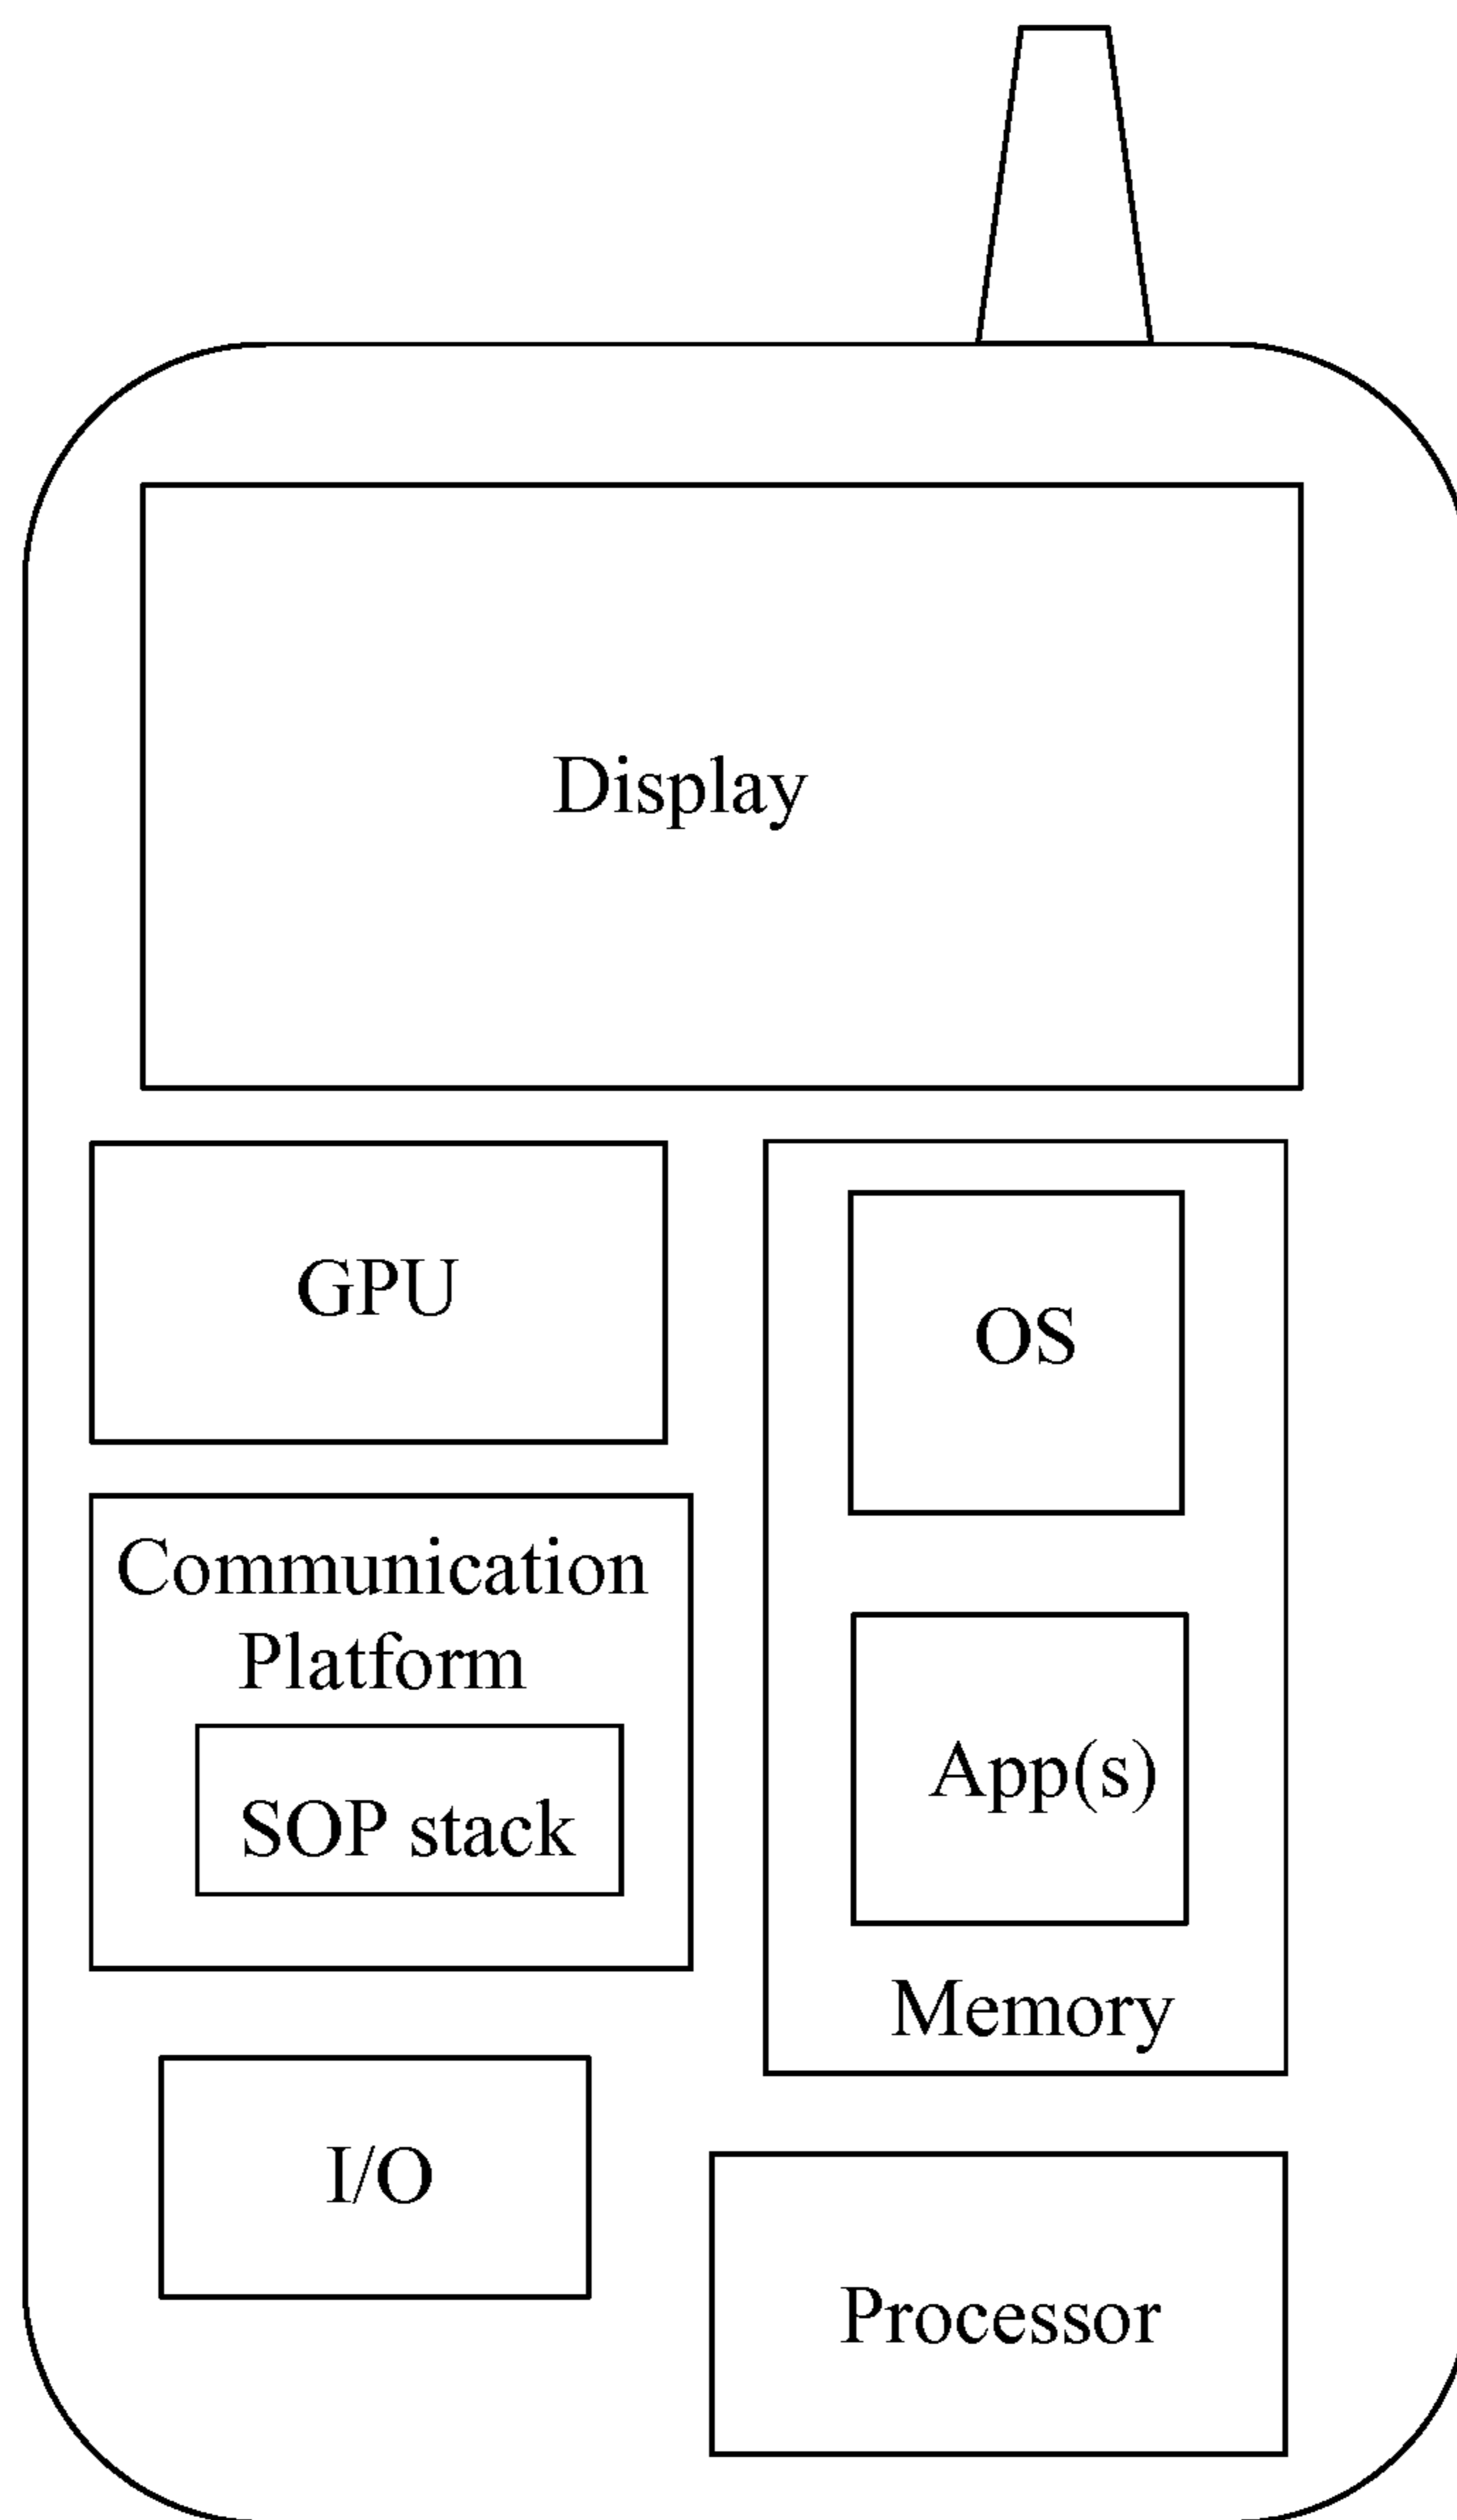 Display
GPU
OS
Communication
Platform
SOP stack
App(s)
Memory
I/O
Processor